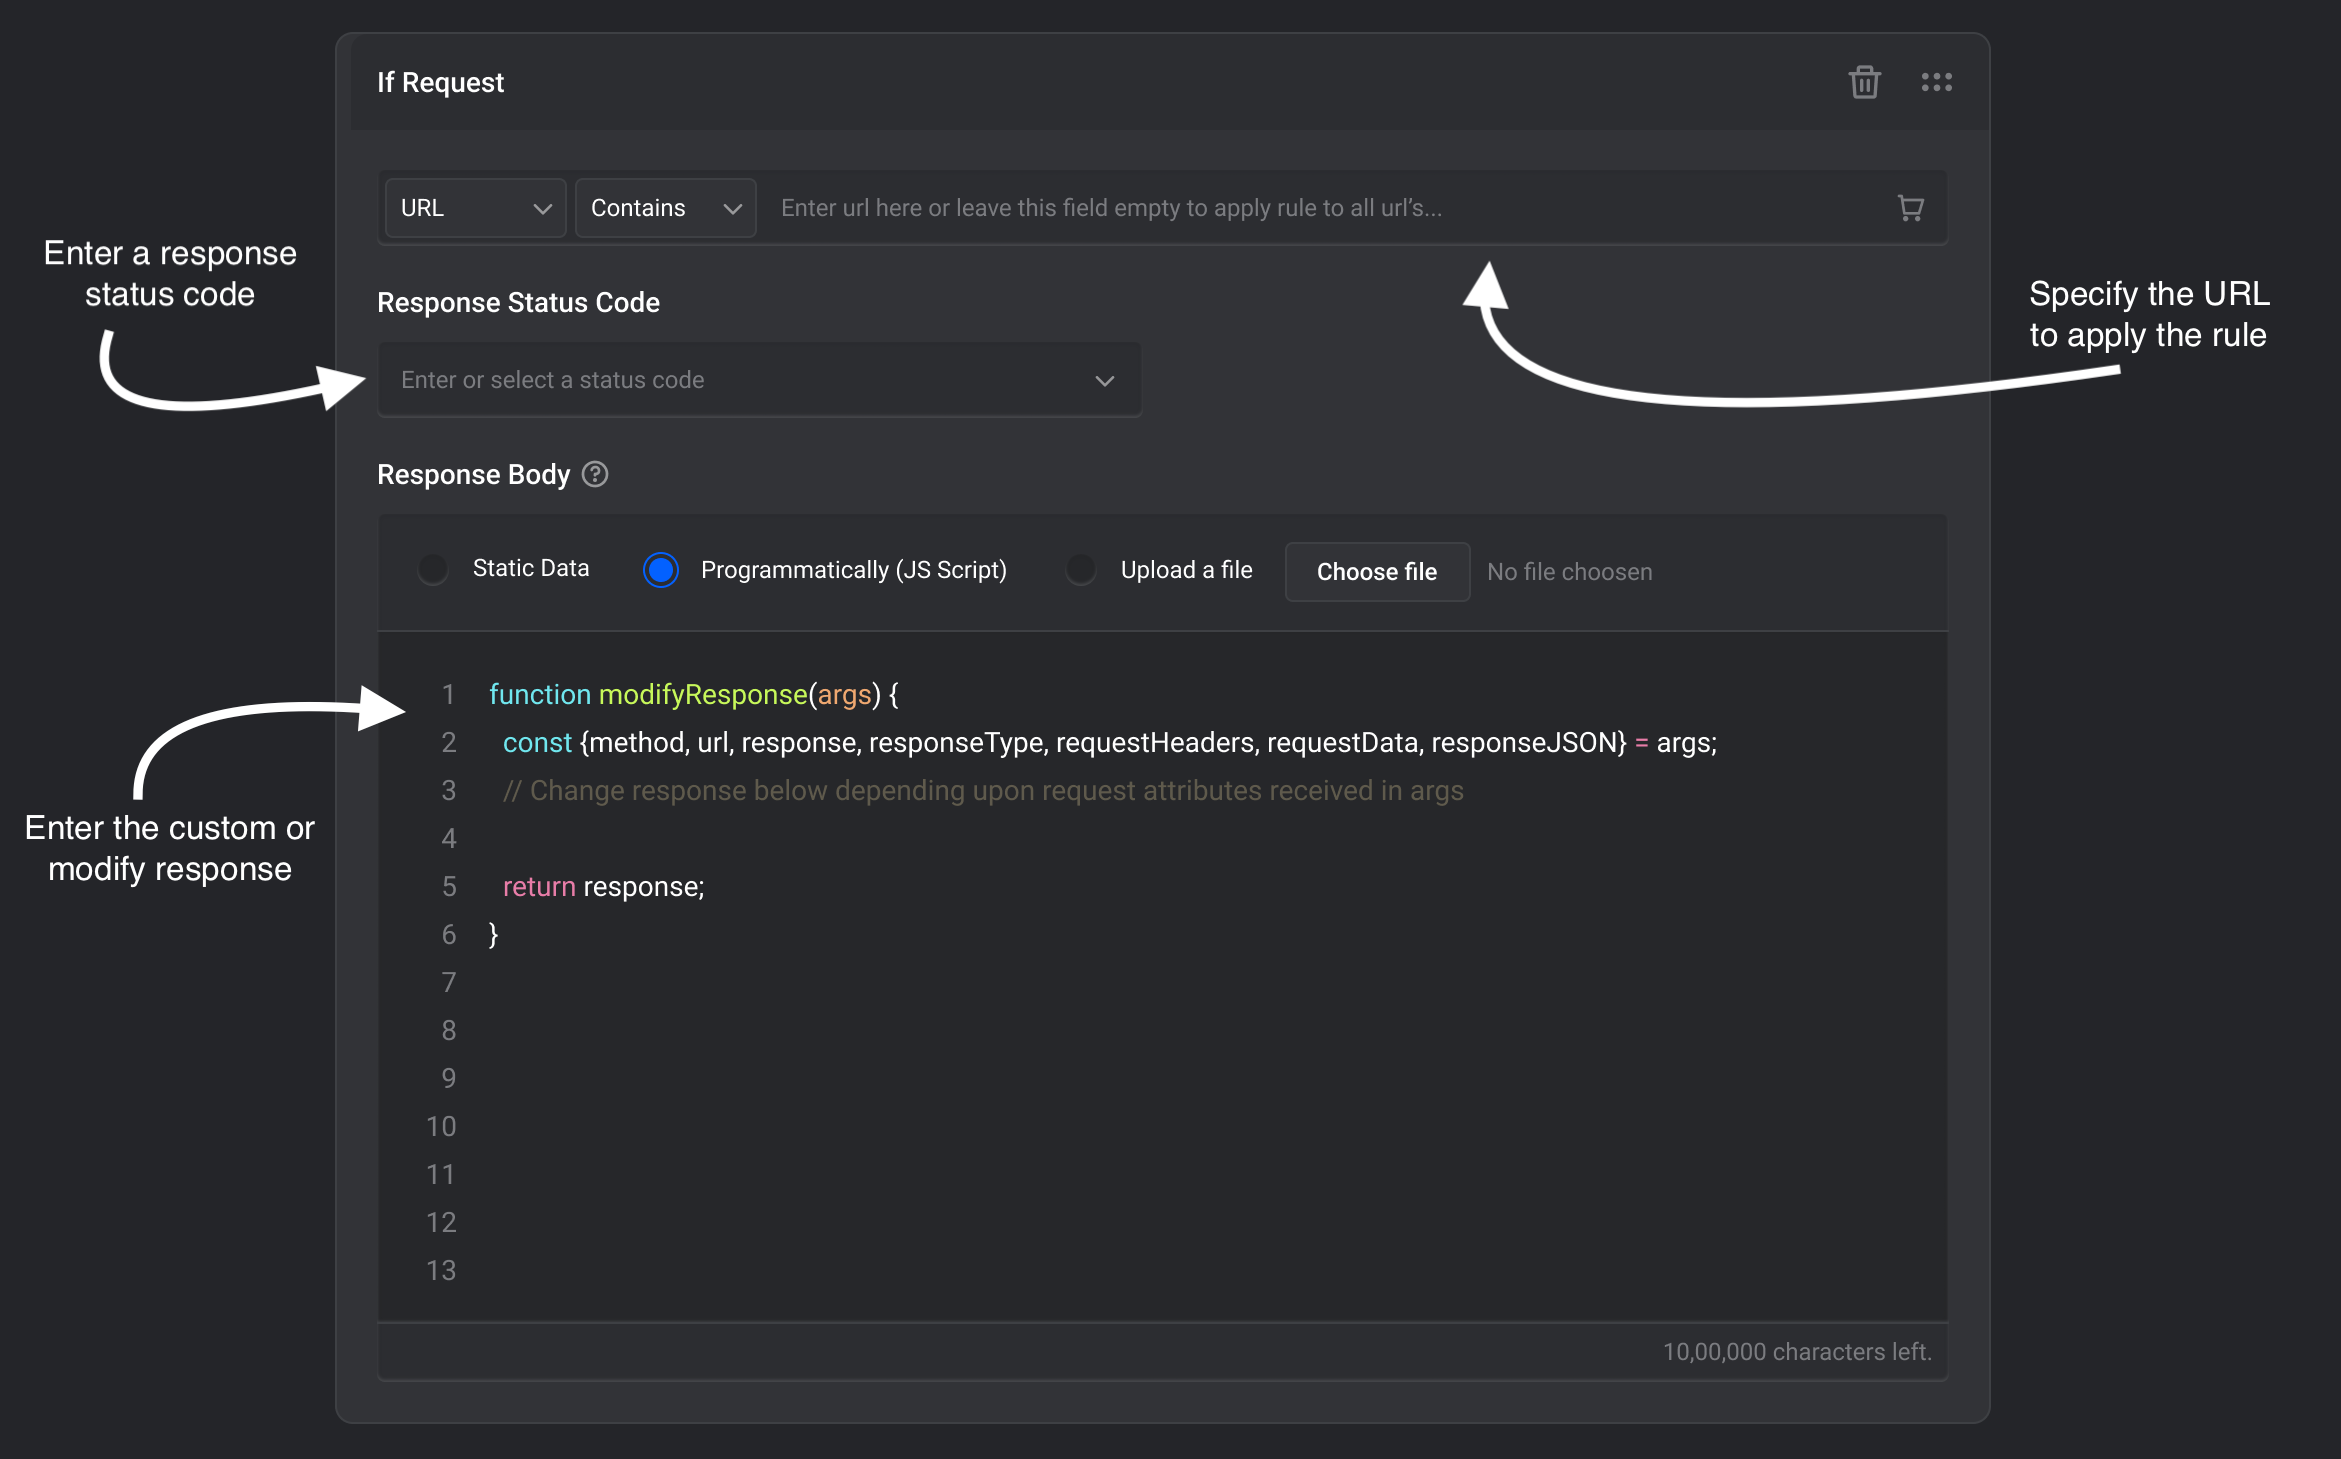 If Request
URL
Contains
Enter url here or leave this field empty to apply rule to all url’s...
Enter a response
status code
Specify the URL
to apply the rule
Response Status Code
Enter or select a status code
Response Body ?
Static Data
Programmatically (JS Script)
Upload a file
Choose file
No file choosen
1 function modifyResponse(args) {
2 const {method, url, response, responseType, requestHeaders, requestData, responseJSON} = args;
3 // Change response below depending upon request attributes received in args
4
5 return response;
6 }
7
8
9
10
11
12
13
Enter the custom or
modify response
10,00,000 characters left.